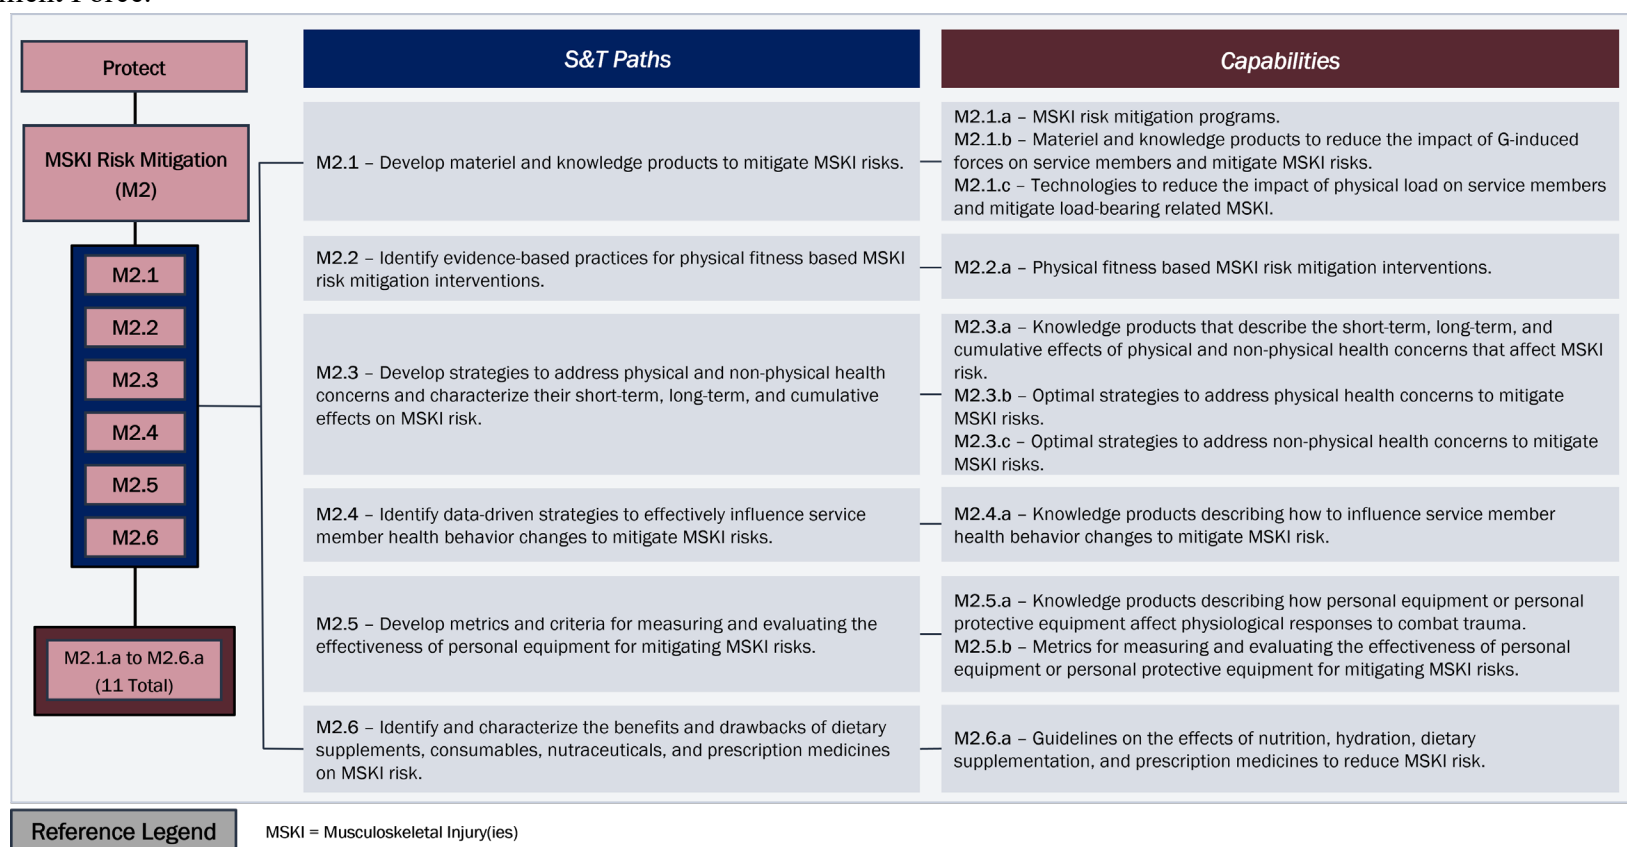 ment Force.
Protect
MSKI Risk Mitigation
(M2)
M2.1
M2.2
M2.3
M2.4
M2.5
M2.6
M2.1.a to M2.6.a
(11 Total)
S&T Paths
Capabilities
M2.1 – Develop materiel and knowledge products to mitigate MSKI risks.
M2.1.a – MSKI risk mitigation programs.
M2.1.b – Materiel and knowledge products to reduce the impact of G-induced
forces on service members and mitigate MSKI risks.
M2.1.c – Technologies to reduce the impact of physical load on service members
and mitigate load-bearing related MSKI.
M2.2 – Identify evidence-based practices for physical fitness based MSKI
risk mitigation interventions.
M2.2.a – Physical fitness based MSKI risk mitigation interventions.
M2.3 – Develop strategies to address physical and non-physical health
concerns and characterize their short-term, long-term, and cumulative
effects on MSKI risk.
M2.3.a – Knowledge products that describe the short-term, long-term, and
cumulative effects of physical and non-physical health concerns that affect MSKI
risk.
M2.3.b – Optimal strategies to address physical health concerns to mitigate
MSKI risks.
M2.3.c – Optimal strategies to address non-physical health concerns to mitigate
MSKI risks.
M2.4 – Identify data-driven strategies to effectively influence service
member health behavior changes to mitigate MSKI risks.
M2.4.a – Knowledge products describing how to influence service member
health behavior changes to mitigate MSKI risk.
M2.5 – Develop metrics and criteria for measuring and evaluating the
effectiveness of personal equipment for mitigating MSKI risks.
M2.5.a – Knowledge products describing how personal equipment or personal
protective equipment affect physiological responses to combat trauma.
M2.5.b – Metrics for measuring and evaluating the effectiveness of personal
equipment or personal protective equipment for mitigating MSKI risks.
M2.6 – Identify and characterize the benefits and drawbacks of dietary
supplements, consumables, nutraceuticals, and prescription medicines
on MSKI risk.
M2.6.a – Guidelines on the effects of nutrition, hydration, dietary
supplementation, and prescription medicines to reduce MSKI risk.
Reference Legend
MSKI = Musculoskeletal Injury(ies)